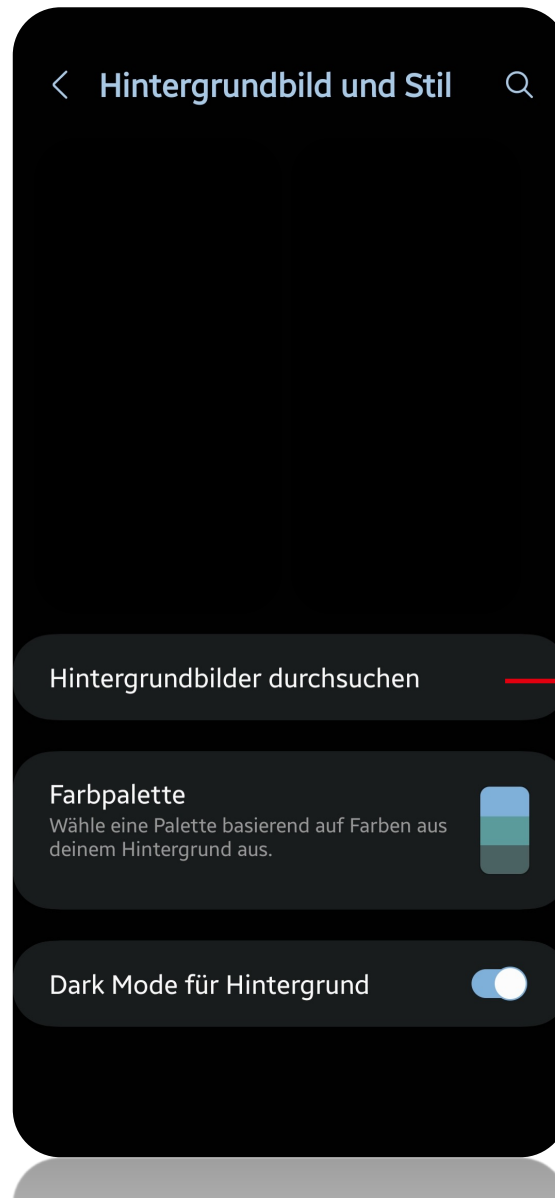 Hintergrundbild und Stil
Hintergrundbilder durchsuchen
Farbpalette
Wähle eine Palette basierend auf Farben aus
deinem Hintergrund aus.
Dark Mode für Hintergrund